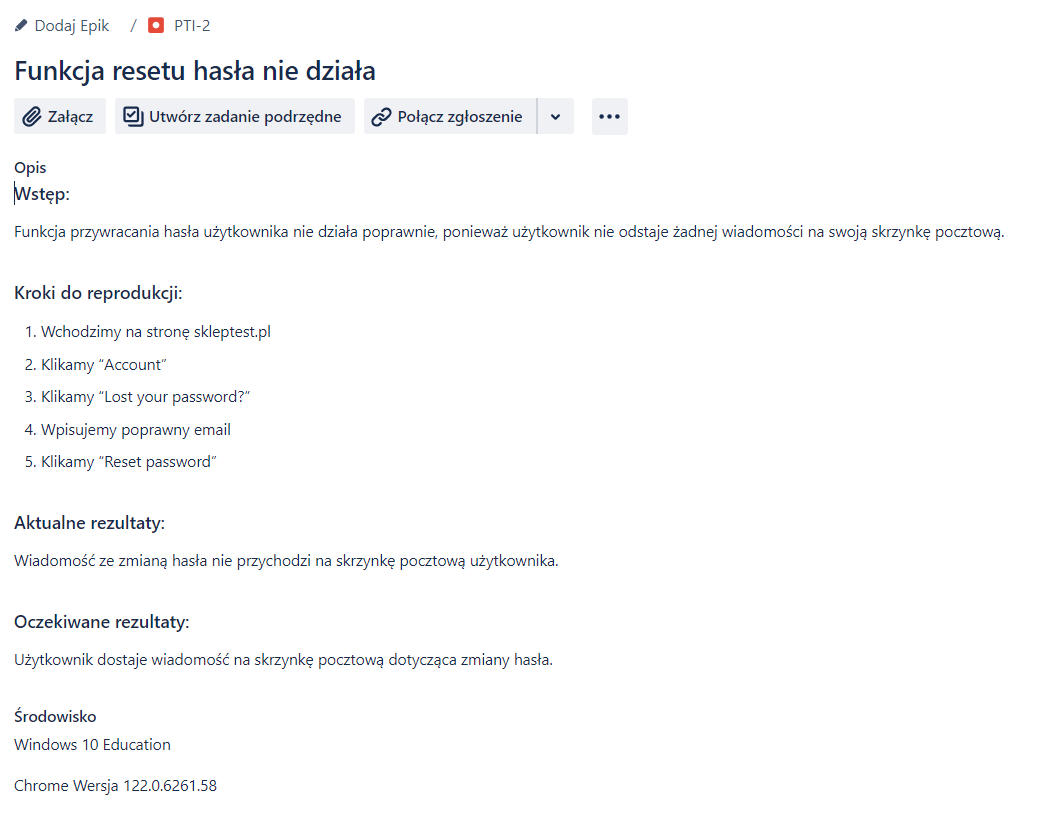 Dodaj Epik / PTI-2
Funkcja resetu hasła nie działa
Załącz Utwórz zadanie podrzędne Połącz zgłoszenie
Opis
Wstęp:
Funkcja przywracania hasła użytkownika nie działa poprawnie, ponieważ użytkownik nie odstaje żadnej wiadomości na swoją skrzynkę pocztową.
Kroki do reprodukcji:
1. Wchodzimy na stronę skleptest.pl
2. Klikamy “Account”
3. Klikamy “Lost your password?”
4. Wpisujemy poprawny email
5. Klikamy “Reset password”
Aktualne rezultaty:
Wiadomość ze zmianą hasła nie przychodzi na skrzynkę pocztową użytkownika.
Oczekiwane rezultaty:
Użytkownik dostaje wiadomość na skrzynkę pocztową dotycząca zmiany hasła.
Środowisko
Windows 10 Education
Chrome Wersja 122.0.6261.58